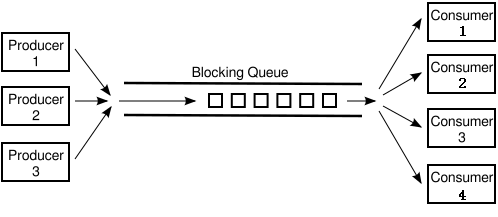 Producer
1
Producer
2
Producer
3
Blocking Queue
Consumer
1
Consumer
2
Consumer
3
Consumer
4